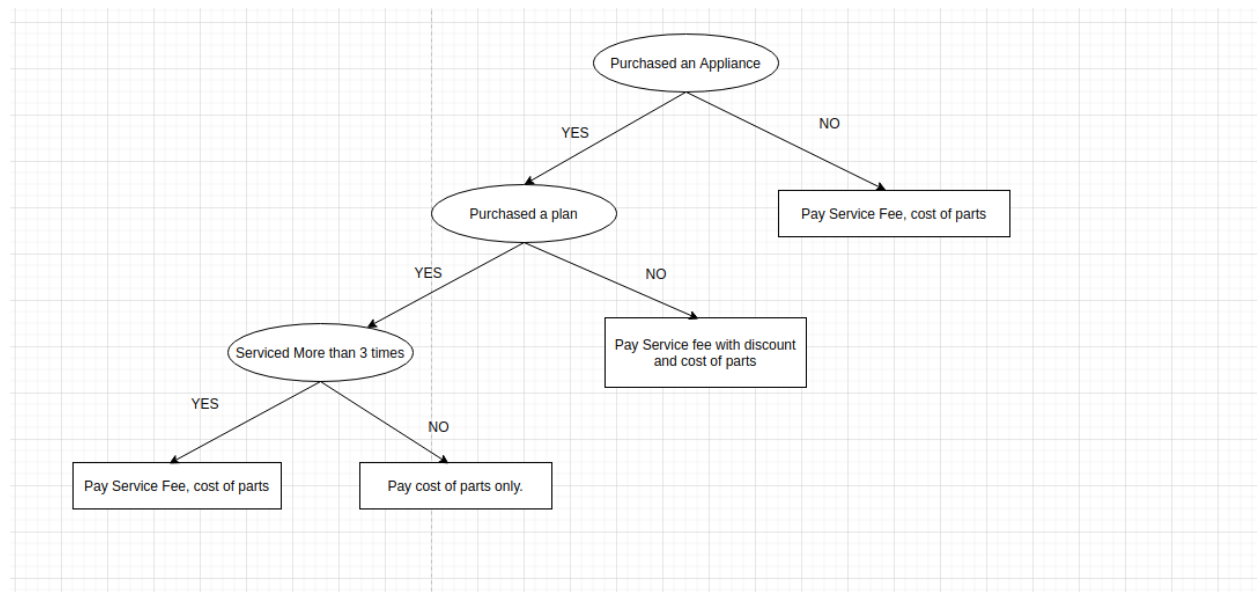 Purchased an Appliance
YES
NO
Purchased a plan
Pay Service Fee, cost of parts
YES
NO
Serviced More than 3 times
Pay Service fee with discount
and cost of parts
YES
NO
Pay Service Fee, cost of parts
Pay cost of parts only.